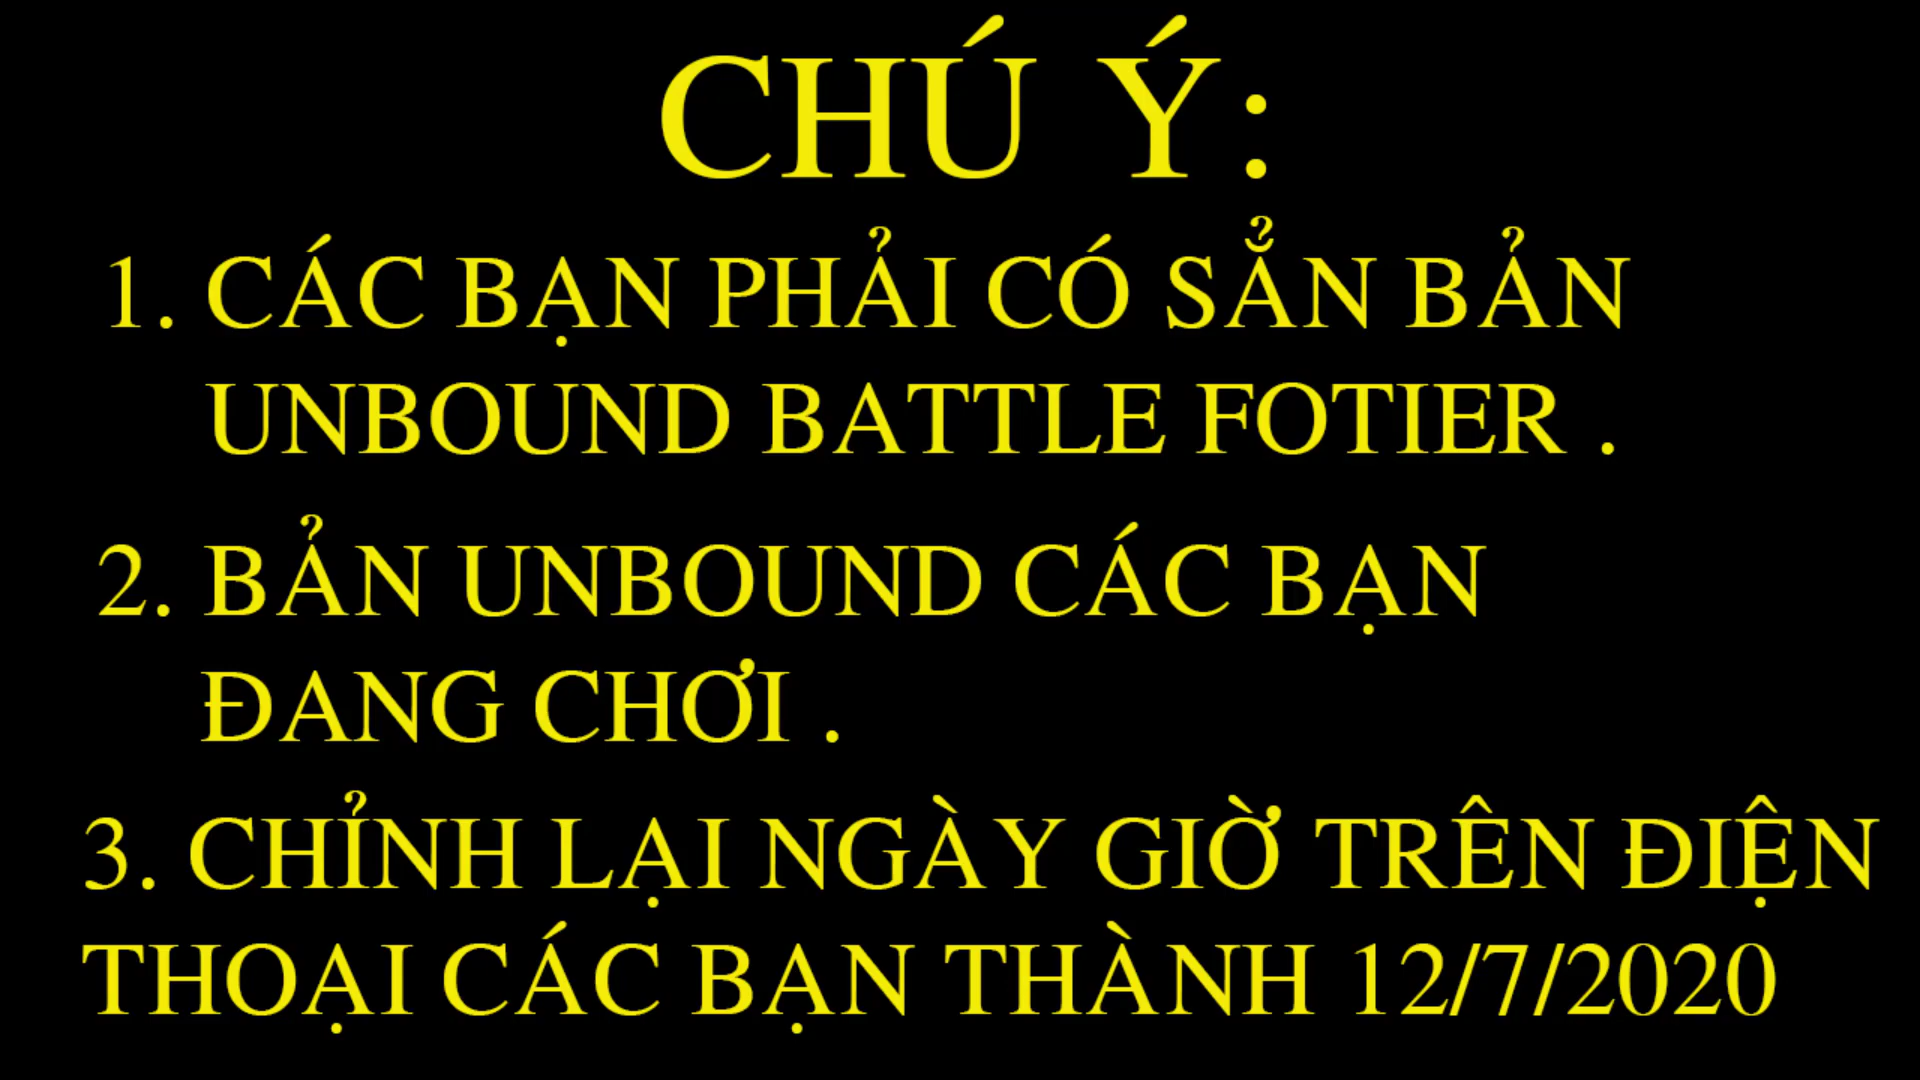 CHÚ Ý:
1. CÁC BẠN PHẢI CÓ SẲN BẢN
UNBOUND BATTLE FOTIER .
2. BẢN UNBOUND CÁC BẠN
ĐANG CHƠI .
3. CHỈNH LẠI NGÀY GIỜ TRÊN ĐIỆN
THOẠI CÁC BẠN THÀNH 12/7/2020